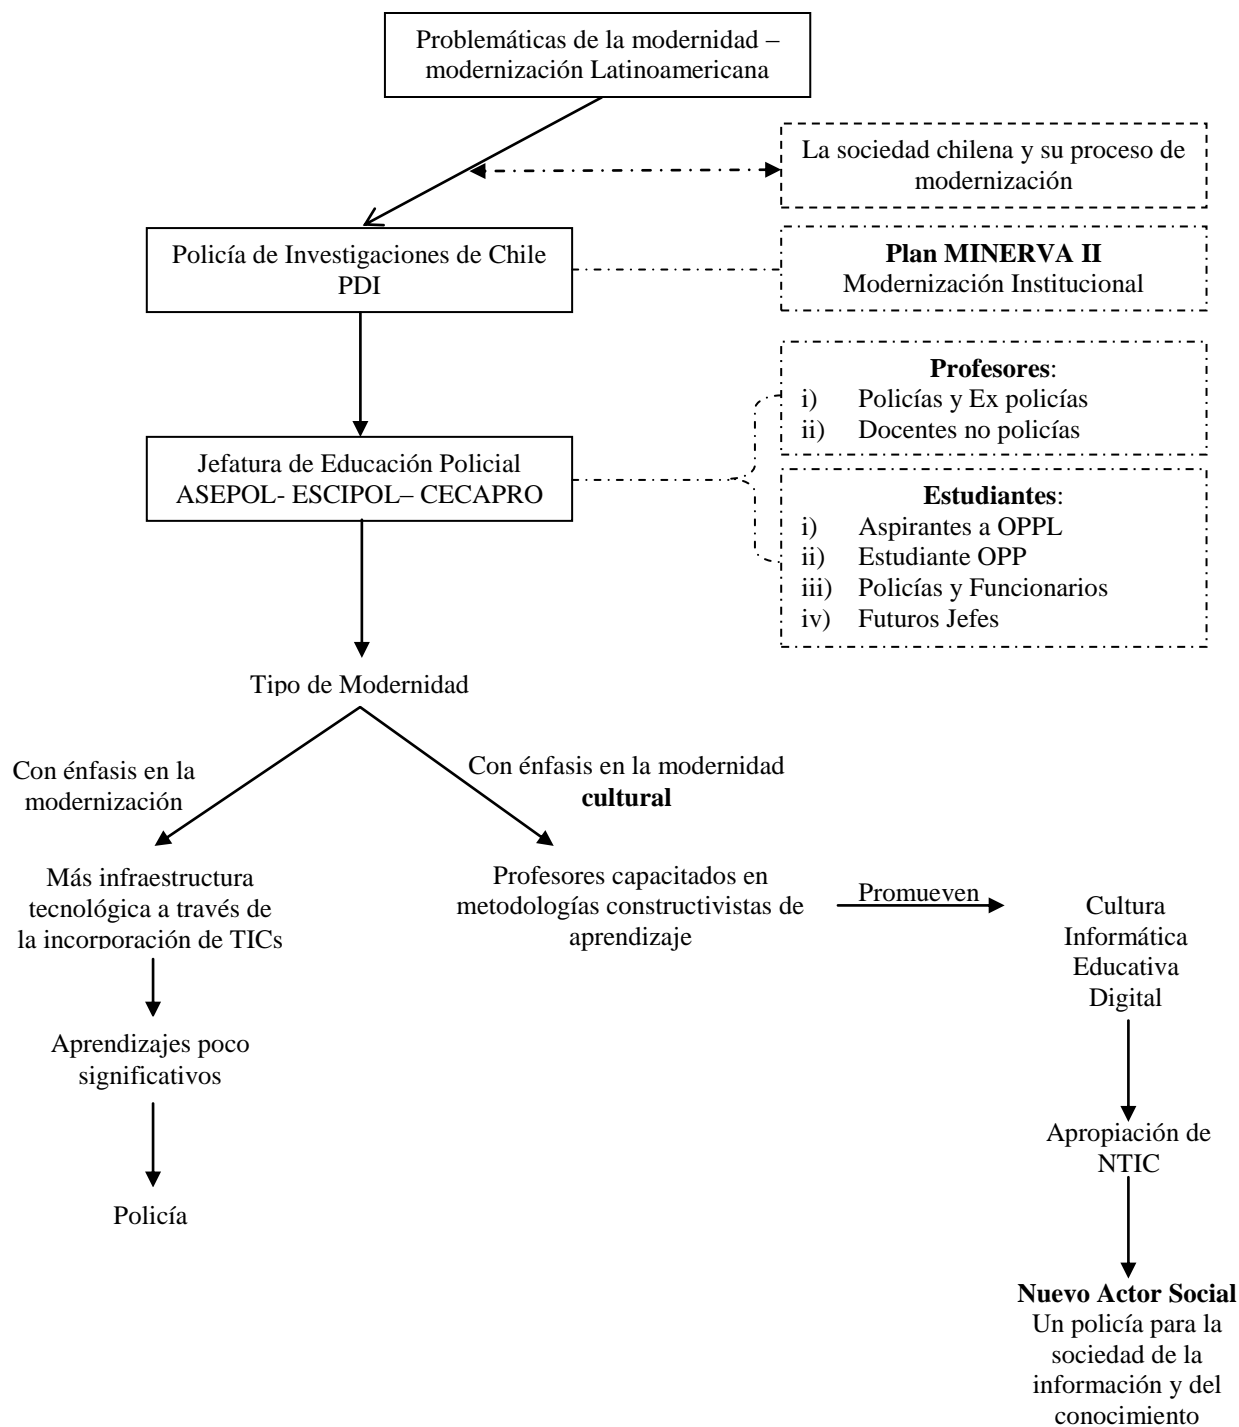 Problemáticas de la modernidad –
modernización Latinoamericana
La sociedad chilena y su proceso de
modernización
Policía de Investigaciones de Chile
PDI
Plan MINERVA II
Modernización Institucional
Profesores:
i) Policías y Ex policías
ii) Docentes no policías
Jefatura de Educación Policial
ASEPOL- ESCIPOL– CECAPRO
Estudiantes:
i) Aspirantes a OPPL
ii) Estudiante OPP
iii) Policías y Funcionarios
iv) Futuros Jefes
Tipo de Modernidad
Con énfasis en la
modernización
Con énfasis en la modernidad
cultural
Más infraestructura
tecnológica a través de
la incorporación de TICs
Profesores capacitados en
metodologías constructivistas de
aprendizaje
Promueven
Cultura
Informática
Educativa
Digital
Aprendizajes poco
significativos
Apropiación de
NTIC
Policía
Nuevo Actor Social
Un policía para la
sociedad de la
información y del
conocimiento